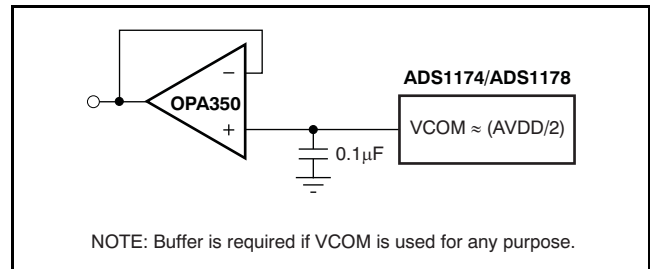 ADS1174/ADS1178
−
OPA350
+
VCOM ≈ (AVDD/2)
0.1μF
NOTE: Buffer is required if VCOM is used for any purpose.